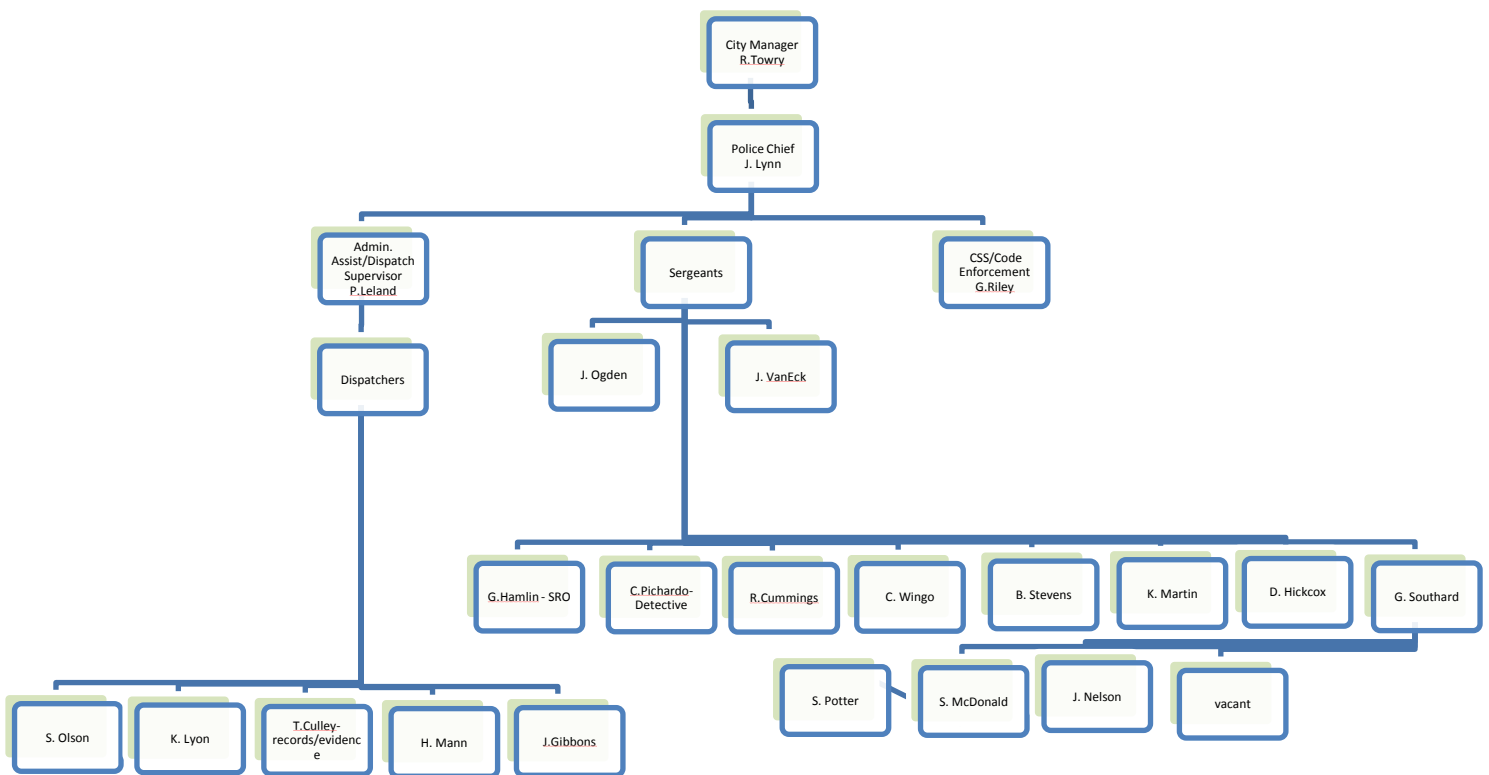 City Manager
R.Towry
Police Chief
J. Lynn
Admin.
Assist/Dispatch
Supervisor
P.Leland
Sergeants
CSS/Code
Enforcement
G.Riley
Dispatchers
J. Ogden
J. VanEck
G.Hamlin - SRO
C.Pichardo-
Detective
R.Cummings
C. Wingo
B. Stevens
K. Martin
D. Hickcox
G. Southard
S. Potter
S. McDonald
J. Nelson
vacant
S. Olson
K. Lyon
T.Culley-
records/evidenc
e
H. Mann
J.Gibbons